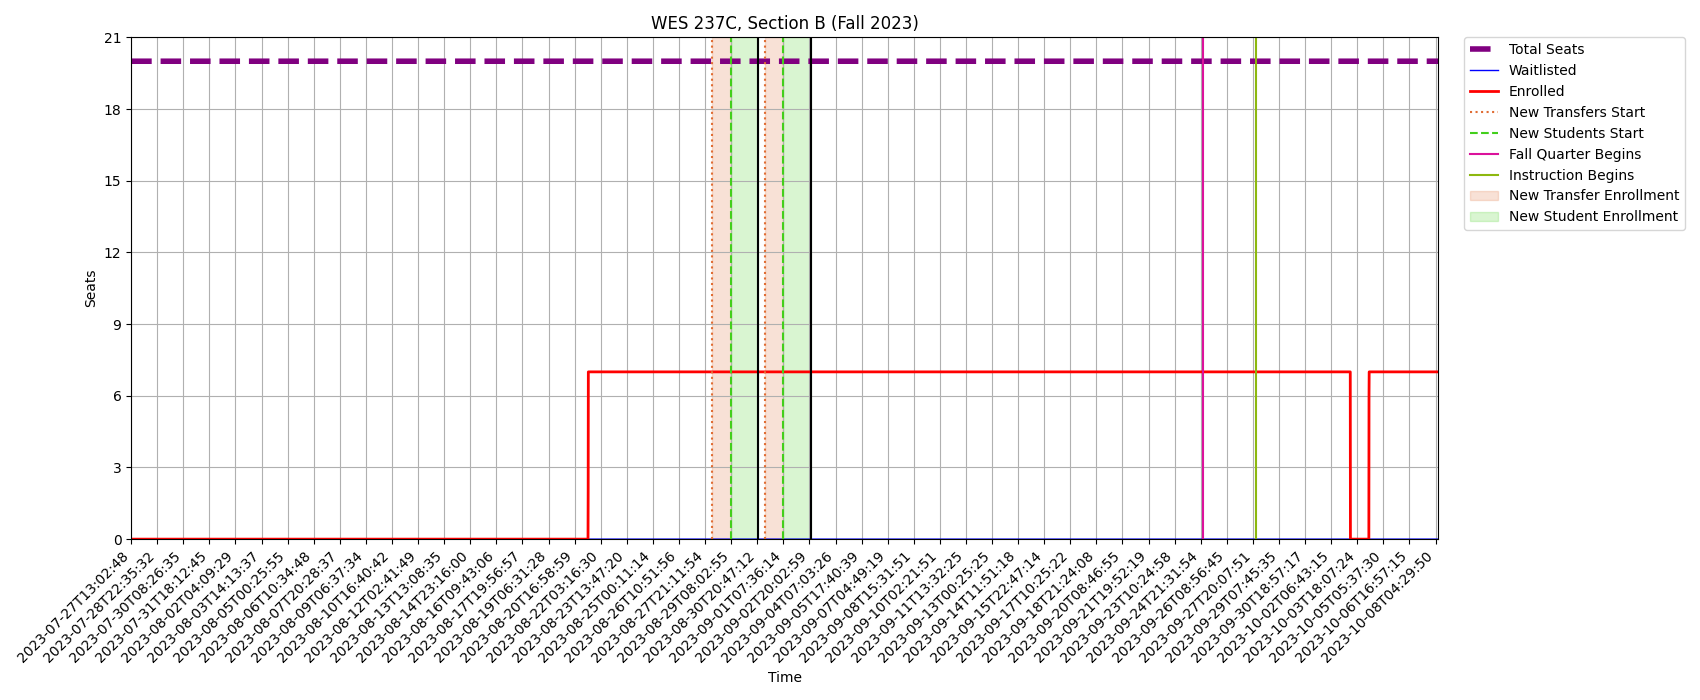 WES 237C, Section B (Fall 2023)
21
18
15
12
9
6
3
0
Seats
Total Seats
Waitlisted
Enrolled
New Transfers Start
New Students Start
Fall Quarter Begins
Instruction Begins
New Transfer Enrollment
New Student Enrollment
2023-07-27T13:02:48
2023-07-28T22:35:32
2023-07-30T08:26:35
2023-07-31T18:12:45
2023-08-02T04:09:29
2023-08-03T14:13:37
2023-08-05T00:25:55
2023-08-06T10:34:48
2023-08-07T20:28:37
2023-08-09T06:37:34
2023-08-10T16:40:42
2023-08-12T02:41:49
2023-08-13T13:08:35
2023-08-14T23:16:00
2023-08-16T09:43:06
2023-08-17T19:56:57
2023-08-19T06:31:28
2023-08-20T16:58:59
2023-08-22T03:16:30
2023-08-23T13:47:20
2023-08-25T00:11:14
2023-08-26T10:51:56
2023-08-27T21:11:54
2023-08-29T08:02:55
2023-08-30T20:47:12
2023-09-01T07:36:14
2023-09-02T20:02:59
2023-09-04T07:03:26
2023-09-05T17:40:39
2023-09-07T04:49:19
2023-09-08T15:31:51
2023-09-10T02:21:51
2023-09-11T13:32:25
2023-09-13T00:25:25
2023-09-14T11:51:18
2023-09-15T22:47:14
2023-09-17T10:25:22
2023-09-18T21:24:08
2023-09-20T08:46:55
2023-09-21T19:52:19
2023-09-23T10:24:58
2023-09-24T21:31:54
2023-09-26T08:56:45
2023-09-27T20:07:51
2023-09-29T07:45:35
2023-09-30T18:57:17
2023-10-02T06:43:15
2023-10-03T18:07:24
2023-10-05T05:37:30
2023-10-06T16:57:15
2023-10-08T04:29:50
Time